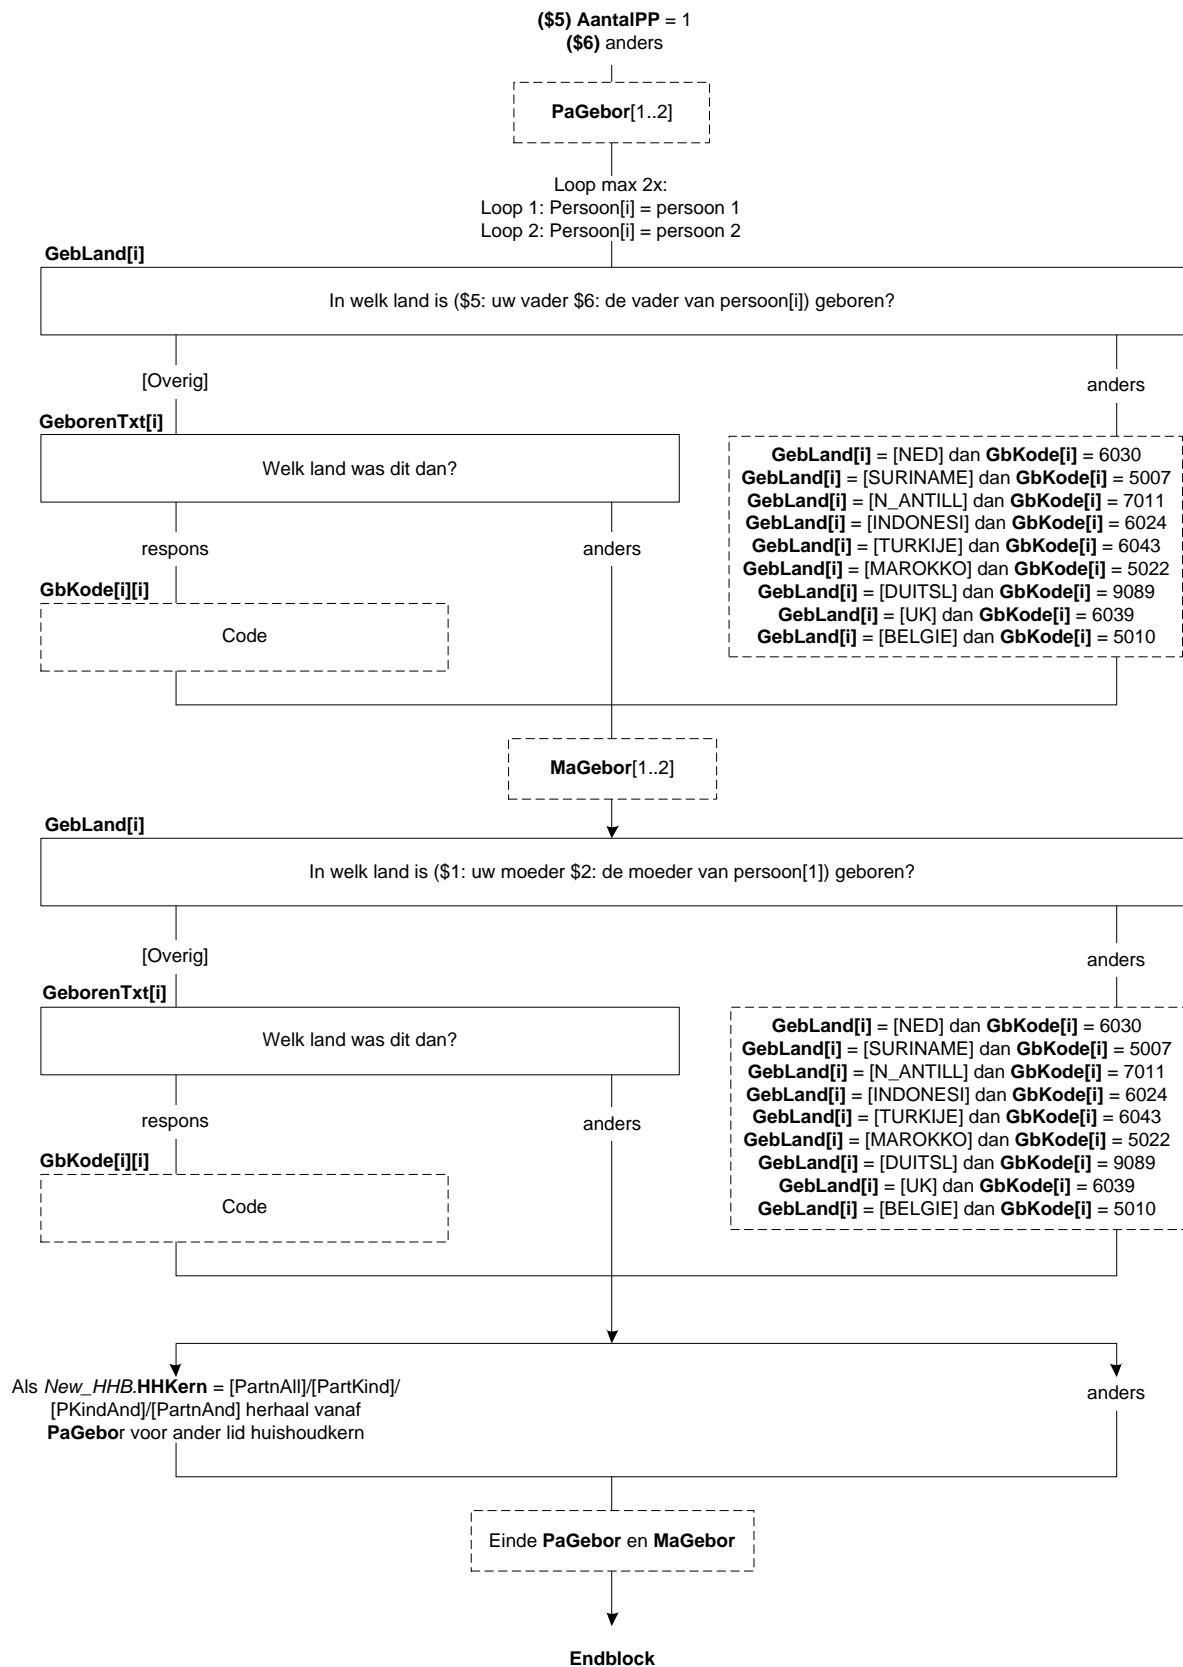 ($5) AantalPP = 1
($6) anders
PaGebor[1..2]
Loop max 2x:
Loop 1: Persoon[i] = persoon 1
Loop 2: Persoon[i] = persoon 2
GebLand[i]
In welk land is ($5: uw vader $6: de vader van persoon[i]) geboren?
[Overig]
anders
GeborenTxt[i]
Welk land was dit dan?
respons
anders
GbKode[i][i]
Code
GebLand[i] = [NED] dan GbKode[i] = 6030
GebLand[i] = [SURINAME] dan GbKode[i] = 5007
GebLand[i] = [N_ANTILL] dan GbKode[i] = 7011
GebLand[i] = [INDONESI] dan GbKode[i] = 6024
GebLand[i] = [TURKIJE] dan GbKode[i] = 6043
GebLand[i] = [MAROKKO] dan GbKode[i] = 5022
GebLand[i] = [DUITSL] dan GbKode[i] = 9089
GebLand[i] = [UK] dan GbKode[i] = 6039
GebLand[i] = [BELGIE] dan GbKode[i] = 5010
MaGebor[1..2]
GebLand[i]
In welk land is ($1: uw moeder $2: de moeder van persoon[1]) geboren?
[Overig]
anders
GeborenTxt[i]
Welk land was dit dan?
respons
anders
GbKode[i][i]
Code
GebLand[i] = [NED] dan GbKode[i] = 6030
GebLand[i] = [SURINAME] dan GbKode[i] = 5007
GebLand[i] = [N_ANTILL] dan GbKode[i] = 7011
GebLand[i] = [INDONESI] dan GbKode[i] = 6024
GebLand[i] = [TURKIJE] dan GbKode[i] = 6043
GebLand[i] = [MAROKKO] dan GbKode[i] = 5022
GebLand[i] = [DUITSL] dan GbKode[i] = 9089
GebLand[i] = [UK] dan GbKode[i] = 6039
GebLand[i] = [BELGIE] dan GbKode[i] = 5010
Als New_HHB.HHKern = [PartnAll]/[PartKind]/
[PKindAnd]/[PartnAnd] herhaal vanaf
PaGebor voor ander lid huishoudkern
anders
Einde PaGebor en MaGebor
Endblock